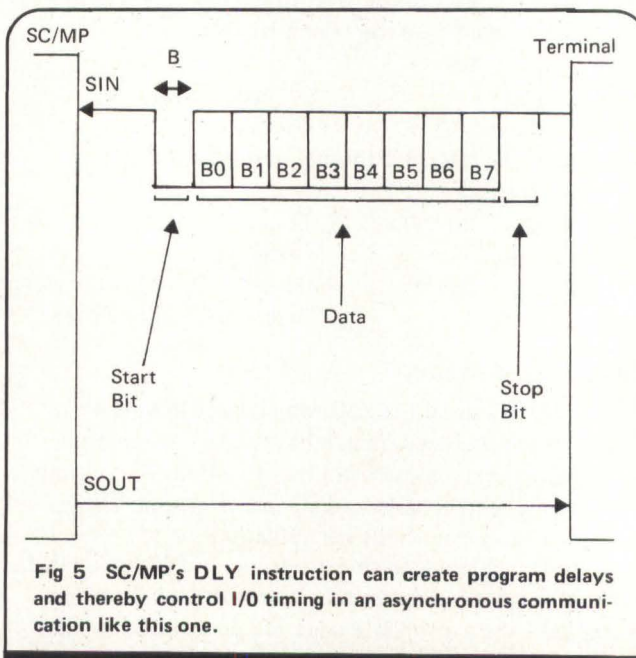 SC/MP
Terminal
B
SIN
B0 B1 B2 B3 B4 B5 B6 B7
Data
Start
Bit
Stop
Bit
SOUT
Fig 5 SC/MP's DLY instruction can create program delays
and thereby control I/0 timing in an asynchronous communi-
cation like this one.